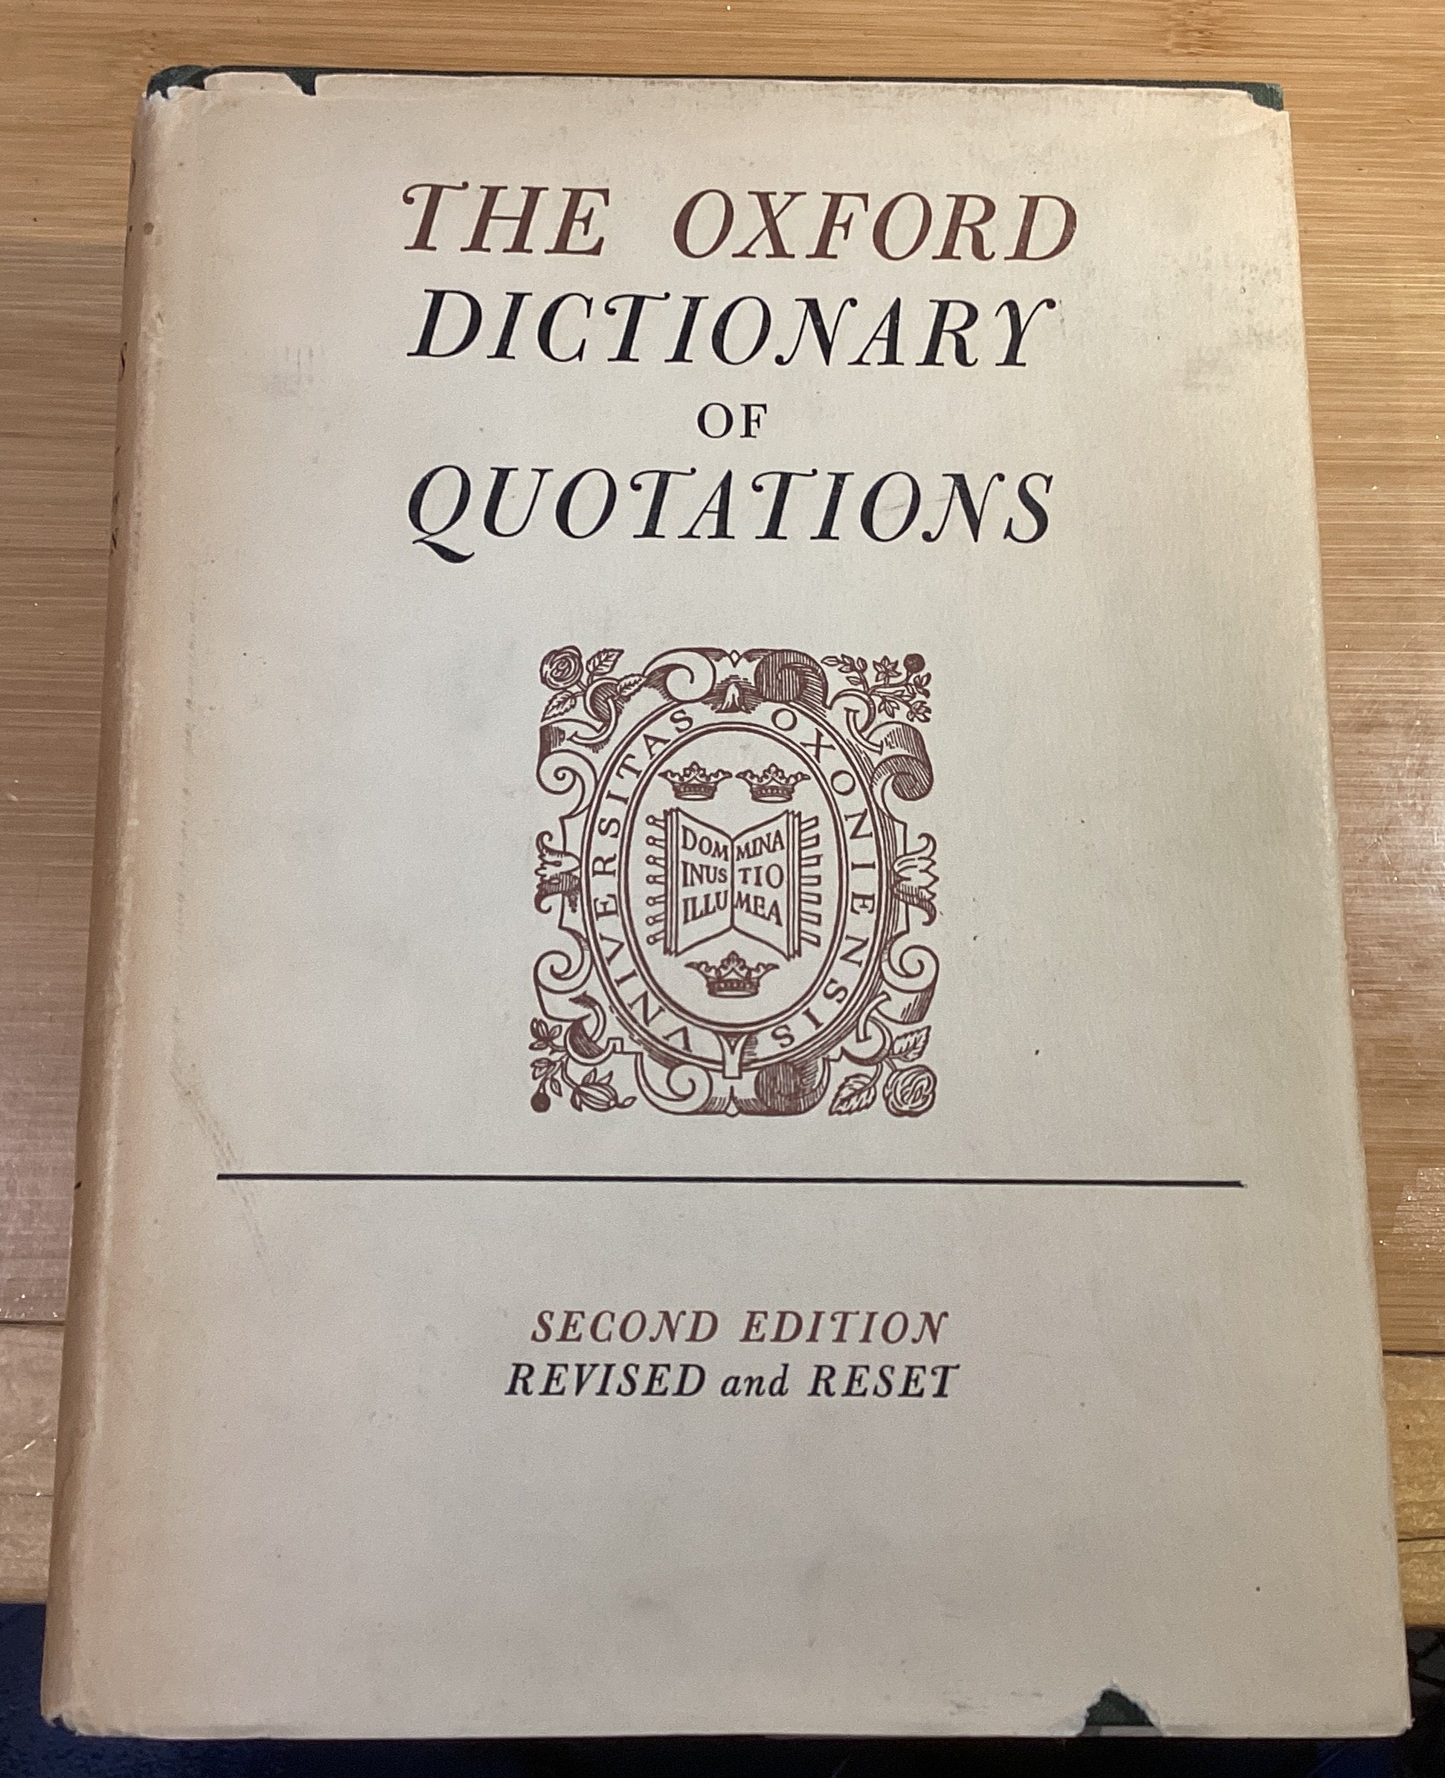 THE OXFORD
DICTIONARY
OF
QUOTATIONS
VNIVERSITAS OXONIENSIS
DOM MINA
INUS TIO
ILLU MEA
SECOND EDITION
REVISED and RESET